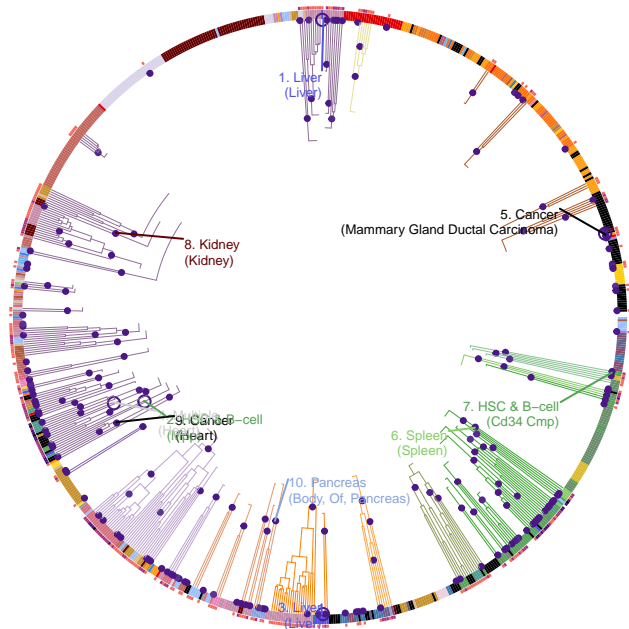 1. Liver
(Liver)
5. Cancer
(Mammary Gland Ductal Carcinoma)
8. Kidney
(Kidney)
7. HSC & B−cell
(Cd34 Cmp)
B−cell
9. Cancer
(Heart)
6. Spleen
(Spleen)
10. Pancreas
(Body, Of, Pancreas)
3. Liver
(Liver)